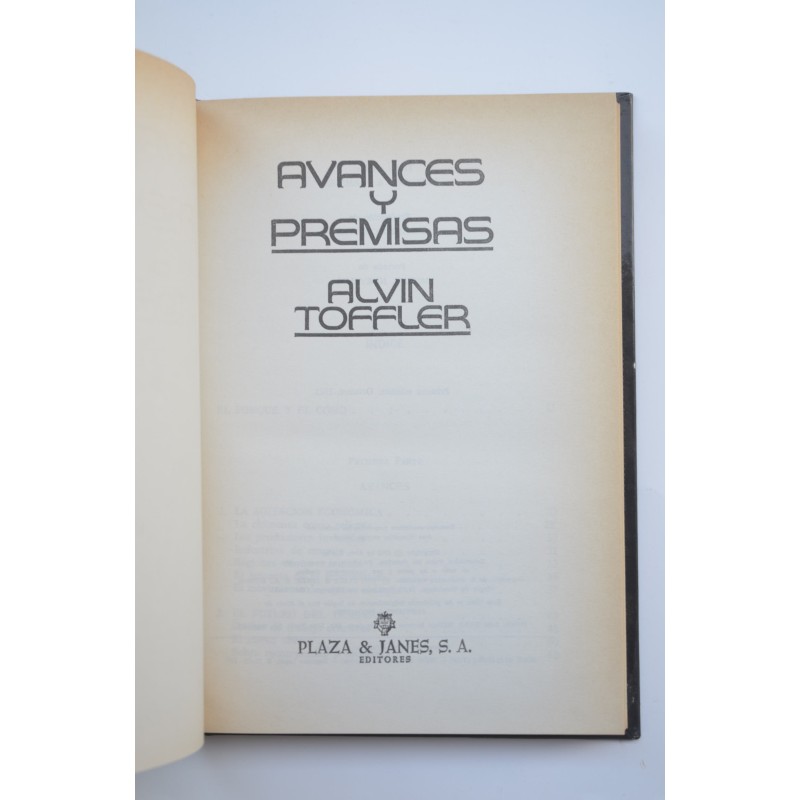 AVANCES
Y
PREMISAS
ALVIN
TOFFLER
PLAZA & JANES, S. A.
EDITORES